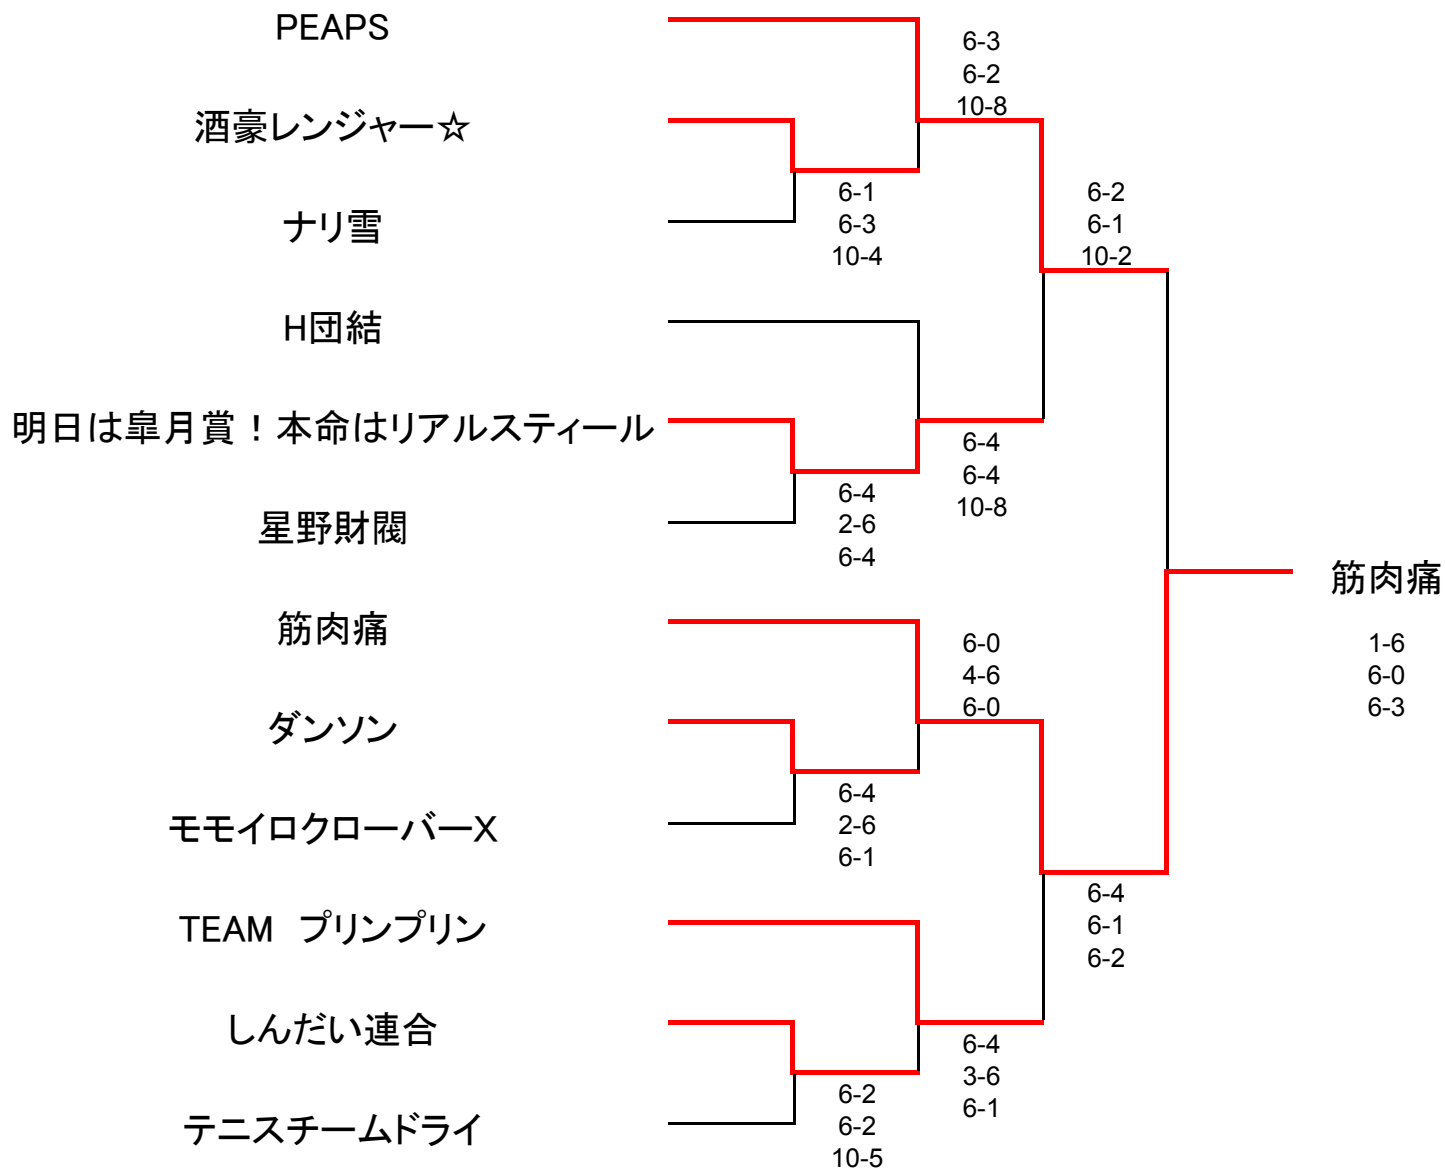 PEAPS
6-3
6-2
10-8
酒豪レンジャー☆
6-1
6-3
10-4
6-2
6-1
10-2
ナリ雪
H団結
明日は皐月賞！本命はリアルスティール
6-4
6-4
10-8
6-4
2-6
6-4
星野財閥
筋肉痛
1-6
6-0
6-3
筋肉痛
6-0
4-6
6-0
ダンソン
6-4
2-6
6-1
モモイロクローバーX
6-4
6-1
6-2
TEAM　プリンプリン
しんだい連合
6-4
3-6
6-1
6-2
6-2
10-5
テニスチームドライ